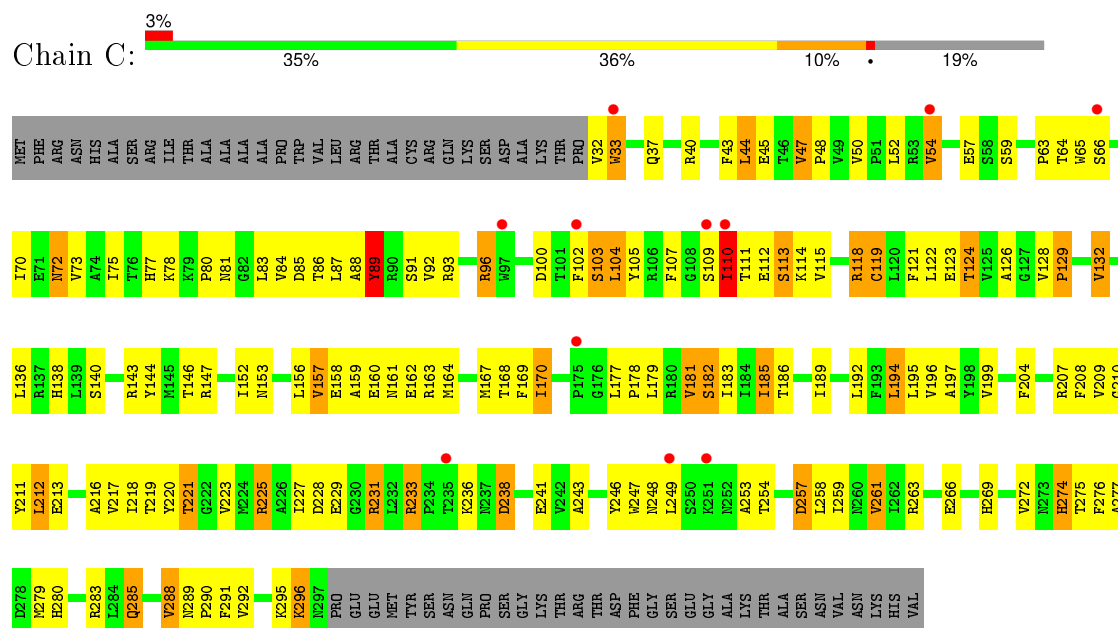 3%
Chain C:
35% 36% 10% • 19%
MET PHE ARG ASN HIS ALA SER ARG ILE THR ALA ALA ALA ALA PRO TRP VAL LEU ARG THR ALA CYS ARG GLN LYS SER ASP ALA LYS THR PRO V32 W33 Q37 R40 F43 L44 E45 T46 V47 P48 V49 V50 P51 L52 R53 V54 E57 S58 S59 P63 T64 W65 S66
I70 E71 N72 V73 A74 I75 T76 H77 K78 K79 P80 N81 G82 L83 V84 D85 T86 L87 A88 Y89 R90 S91 V92 R93 R96 W97 D100 T101 F102 S103 L104 Y105 R106 F107 G108 S109 I110 T111 E112 S113 K114 V115 R118 C119 L120 F121 L122 E123 T124 V125 A126 G127 V128 P129 V132
L136 R137 H138 L139 S140 R143 Y144 M145 T146 R147 I152 N153 L156 V157 E158 A159 E160 N161 E162 R163 M164 M167 T168 F169 I170 P175 G176 L177 P178 L179 R180 V181 S182 I183 I184 I185 T186 I189 L192 F193 L194 L195 V196 A197 Y198 V199 F204 R207 F208 V209 G210
Y211 L212 E213 A216 V217 I218 T219 Y220 T221 G222 V223 M224 R225 A226 I227 D228 E229 G230 R231 L232 R233 P234 T235 K236 N237 D238 E241 V242 A243 Y246 W247 N248 L249 S250 K251 N252 A253 T254 D257 L258 I259 N260 V261 I262 R263 E266 H269 V272 N273 H274 T275 F276 A277
D278 M279 H280 R283 L284 Q285 V288 N289 P290 F291 V292 K295 K296 N297 PRO GLU GLU MET TYR SER ASN GLN PRO SER GLY LYS THR ARG THR ASP PHE GLY SER GLU GLY ALA LYS THR ALA SER ASN VAL ASN LYS HIS VAL